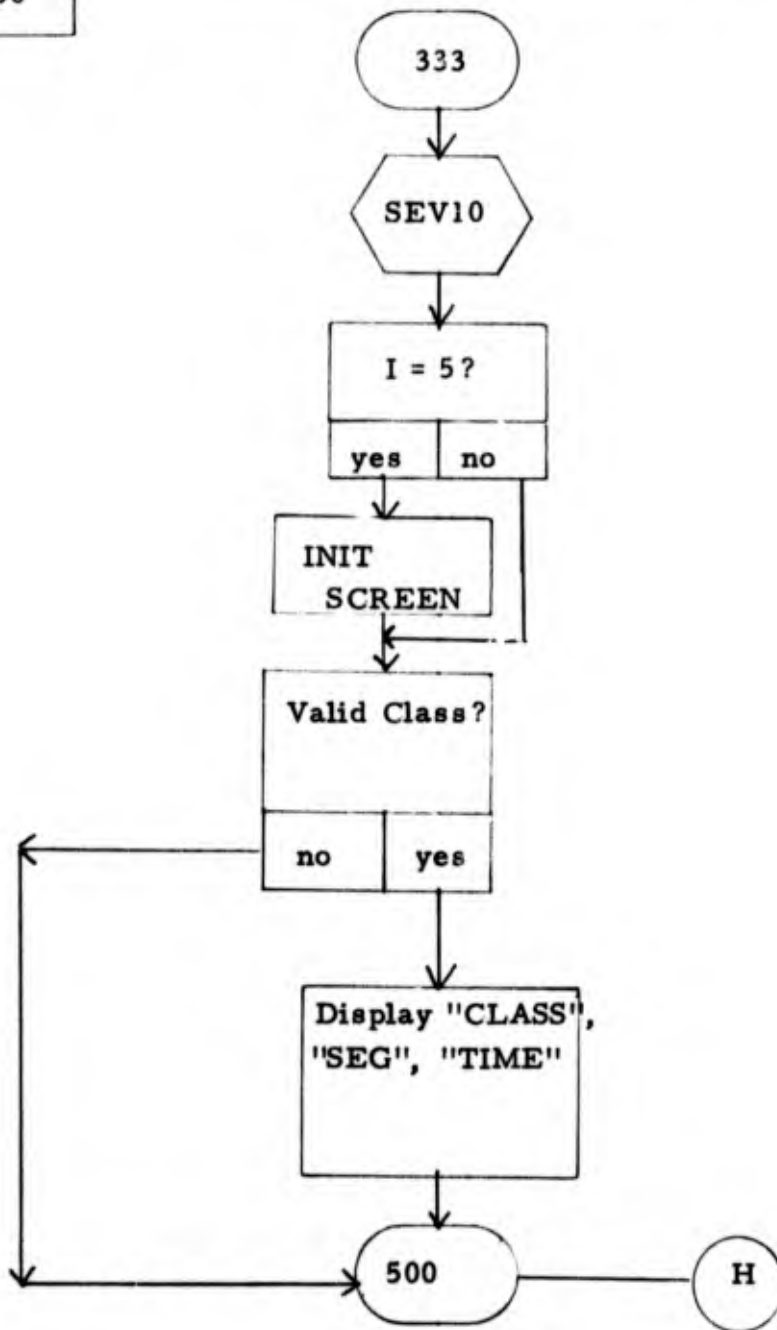 333
SEV10
I = 5?
yes no
INIT
SCREEN
Valid Class?
no yes
Display "CLASS",
"SEG", "TIME"
500
H